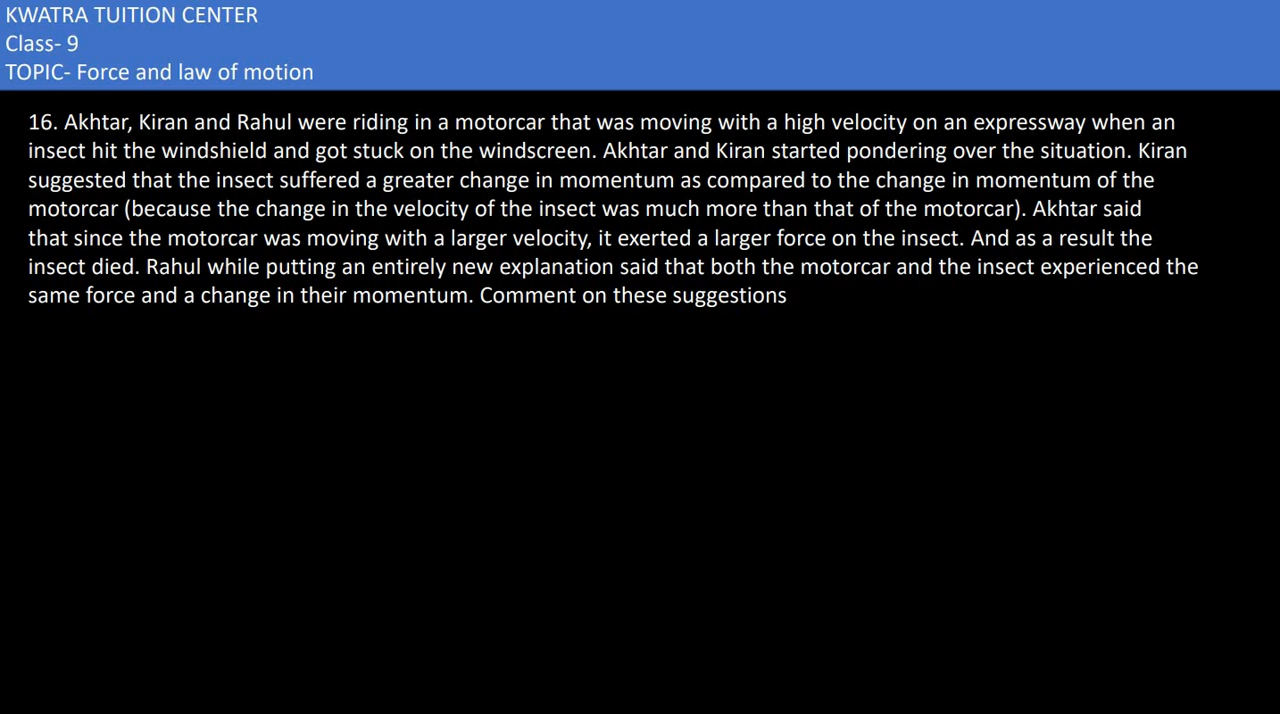 KWATRA TUITION CENTER
Class- 9
TOPIC- Force and law of motion
16. Akhtar, Kiran and Rahul were riding in a motorcar that was moving with a high velocity on an expressway when an
insect hit the windshield and got stuck on the windscreen. Akhtar and Kiran started pondering over the situation. Kiran
suggested that the insect suffered a greater change in momentum as compared to the change in momentum of the
motorcar (because the change in the velocity of the insect was much more than that of the motorcar). Akhtar said
that since the motorcar was moving with a larger velocity, it exerted a larger force on the insect. And as a result the
insect died. Rahul while putting an entirely new explanation said that both the motorcar and the insect experienced the
same force and a change in their momentum. Comment on these suggestions